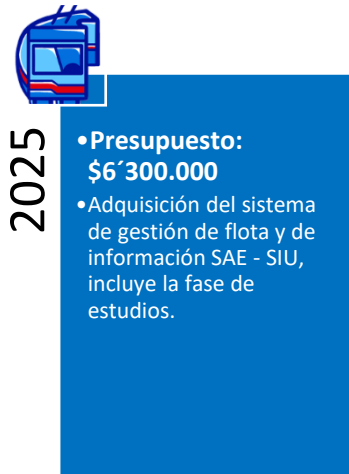 2025
•Presupuesto:
$6´300.000
•Adquisición del sistema
de gestión de flota y de
información SAE - SIU,
incluye la fase de
estudios.